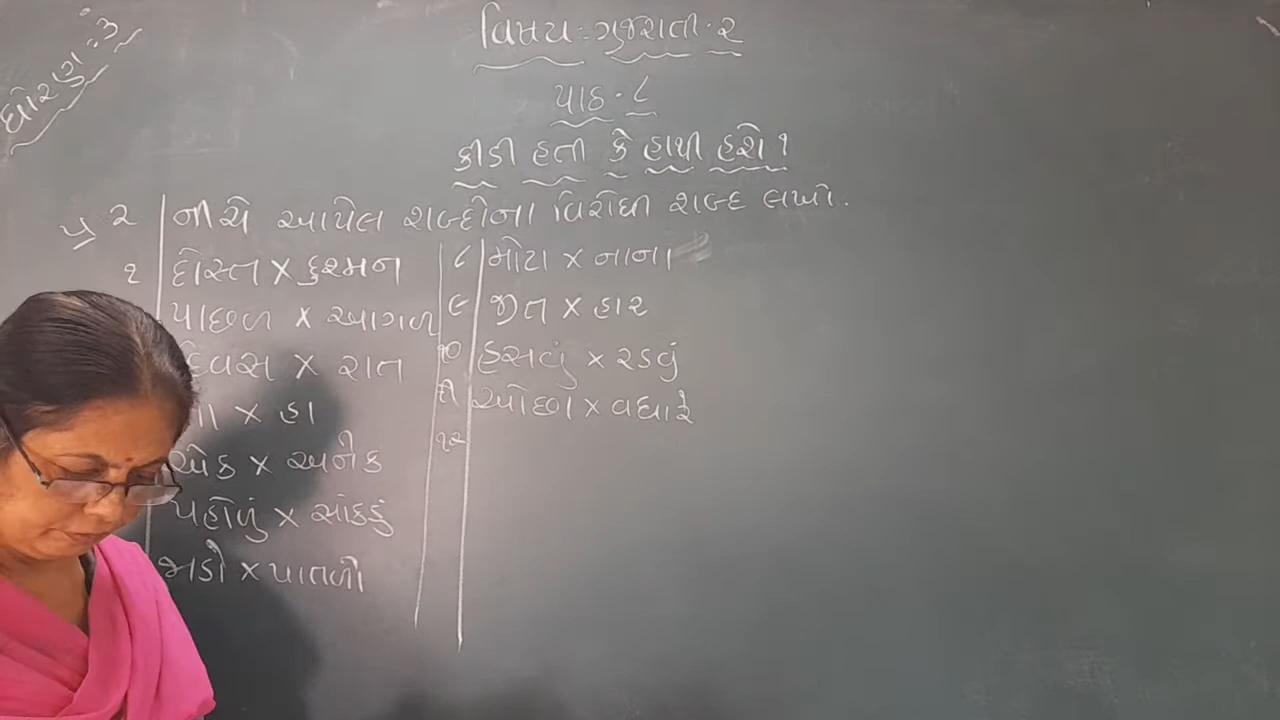 ધોરણ : ૩
વિષય : ગુજરાતી - ૨
પાઠ - ૮
કીડી હતી કે હાથી હશે ?
પ્ર ૨ નીચે આપેલ શબ્દોના વિરોધી શબ્દ લખો.
૧ દોસ્ત × દુશ્મન
પાછળ × આગળ
દિવસ × રાત
ના × હા
એક × અનેક
પહોળું × સાંકડું
જાડો × પાતળો
૮ મોટા × નાના
૯ જીત × હાર
૧૦ હસવું × રડવું
૧૧ ઓછા × વધારે
૧૨